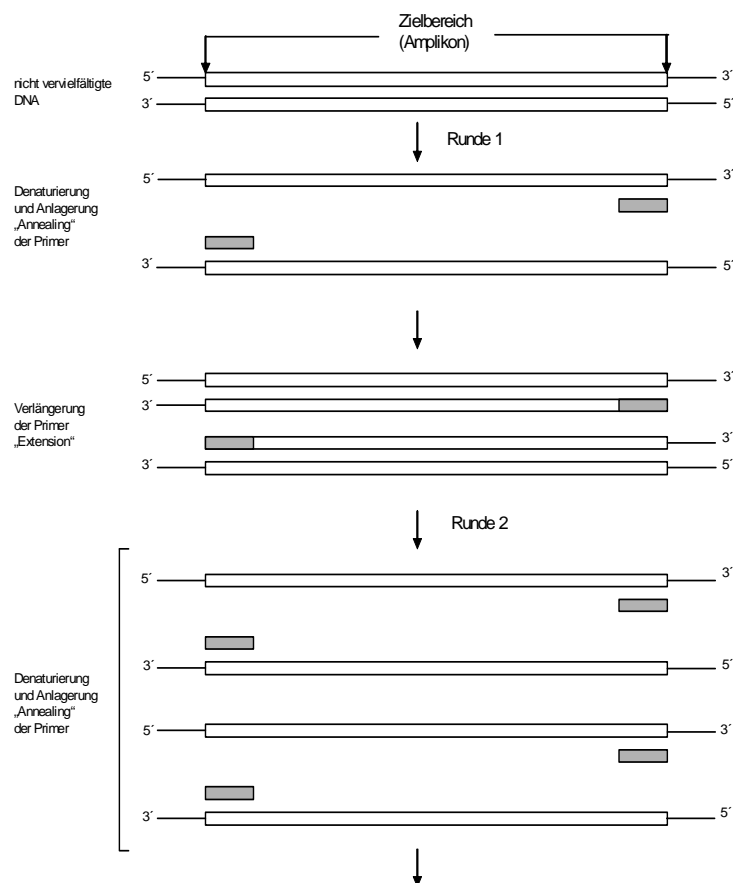 Zielbereich
(Amplikon)
nicht vervielfältigte
DNA
5´ 3´
3´ 5´
Runde 1
5´ 3´
Denaturierung
und Anlagerung
„Annealing“
der Primer
3´ 5´
5´ 3´
3´
Verlängerung
der Primer
„Extension“
3´
3´ 5´
Runde 2
5´ 3´
3´ 5´
Denaturierung
und Anlagerung
„Annealing“
der Primer
5´ 3´
3´ 5´